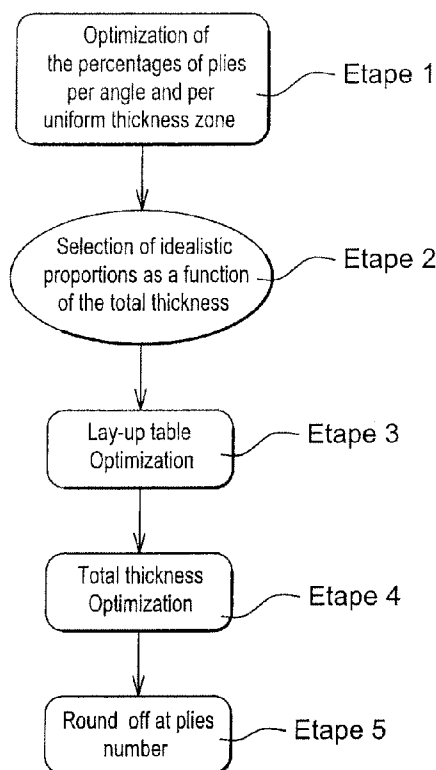 Optimization of
the percentages of plies
per angle and per
uniform thickness zone
Etape 1
Selection of idealistic
proportions as a function
of the total thickness
Etape 2
Lay-up table
Optimization
Etape 3
Total thickness
Optimization
Etape 4
Round off at plies
number
Etape 5